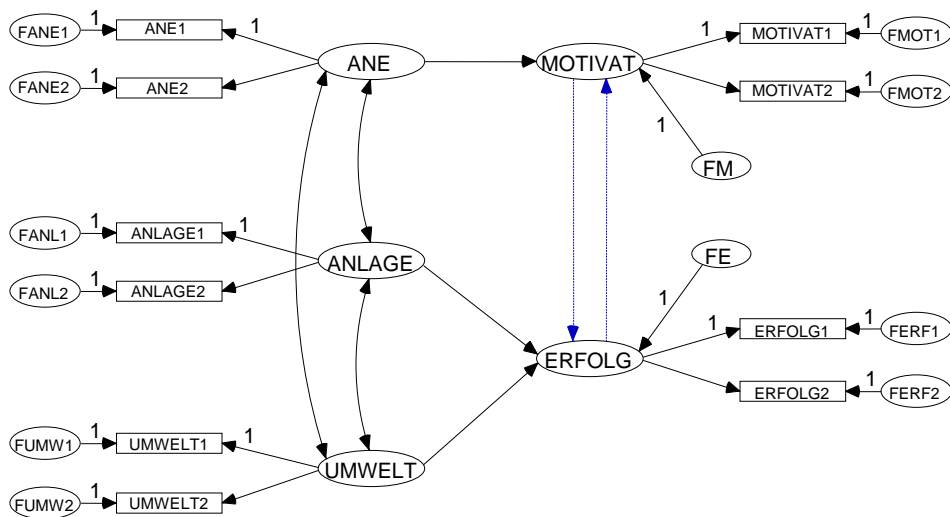 FANE1 1 ANE1 1 ANE MOTIVAT 1 MOTIVAT1 1 FMOT1
FANE2 1 ANE2 MOTIVAT2 1 FMOT2
1 FM
FANL1 1 ANLAGE1 1 ANLAGE FE
FANL2 1 ANLAGE2 1
ERFOLG 1 ERFOLG1 1 FERF1
ERFOLG2 1 FERF2
FUMW1 1 UMWELT1 1 UMWELT
FUMW2 1 UMWELT2